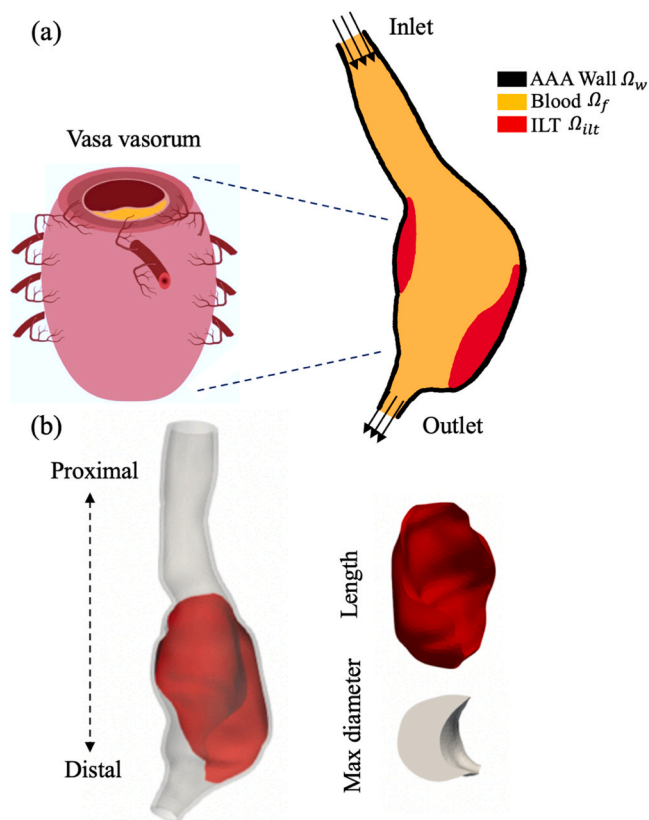 (a)
Inlet
AAA Wall Ω_w
Blood Ω_f
ILT Ω_ilt
Vasa vasorum
Outlet
(b)
Proximal
Distal
Length
Max diameter